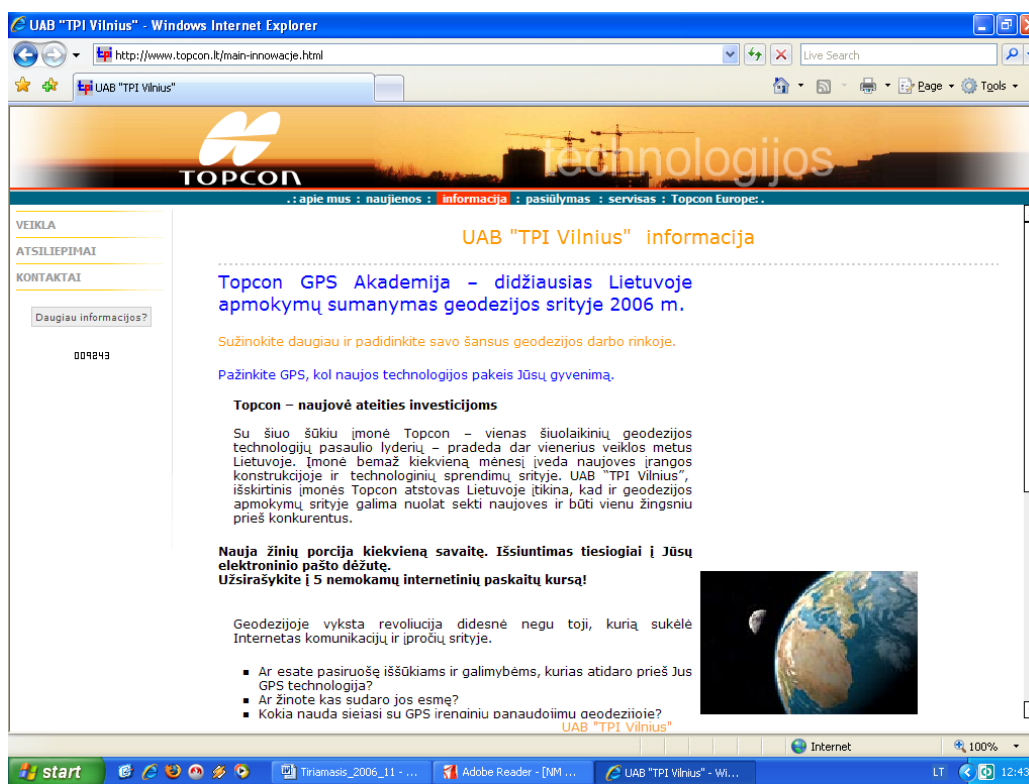 UAB "TPI Vilnius" - Windows Internet Explorer
http://www.topcon.lt/main-innowacje.html
Live Search
UAB "TPI Vilnius"
Page
Tools
TOPCON
technologijos
.: apie mus : naujienos : informacija : pasiūlymas : servisas : Topcon Europe:.
VEIKLA
ATSILIEPIMAI
KONTAKTAI
Daugiau informacijos?
009243
UAB "TPI Vilnius" informacija
Topcon GPS Akademija – didžiausias Lietuvoje
apmokymų sumanymas geodezijos srityje 2006 m.
Sužinokite daugiau ir padidinkite savo šansus geodezijos darbo rinkoje.
Pažinkite GPS, kol naujos technologijos pakeis Jūsų gyvenimą.
Topcon – naujovė ateities investicijoms
Su šiuo šūkiu įmonė Topcon – vienas šiuolaikinių geodezijos
technologijų pasaulio lyderių – pradeda dar vienerius veiklos metus
Lietuvoje. Įmonė bemaž kiekvieną mėnesį įveda naujoves įrangos
konstrukcijoje ir technologinių sprendimų srityje. UAB "TPI Vilnius",
išskirtinis įmonės Topcon atstovas Lietuvoje įtikina, kad ir geodezijos
apmokymų srityje galima nuolat sekti naujoves ir būti vienu žingsniu
prieš konkurentus.
Nauja žinių porcija kiekvieną savaitę. Išsiuntimas tiesiogiai į Jūsų
elektroninio pašto dėžutę.
Užsirašykite į 5 nemokamų internetinių paskaitų kursą!
Geodezijoje vyksta revoliucija didesnė negu toji, kurią sukėlė
Internetas komunikacijų ir įpročių srityje.
Ar esate pasiruošę iššūkiams ir galimybėms, kurias atidaro prieš Jus
GPS technologija?
Ar žinote kas sudaro jos esmę?
Kokia nauda siejasi su GPS įrenginių panaudojimu geodezijoje?
UAB "TPI Vilnius"
Internet
100%
start
Tiriamasis_2006_11 - ...
Adobe Reader - [NM ...
UAB "TPI Vilnius" - Wi...
LT